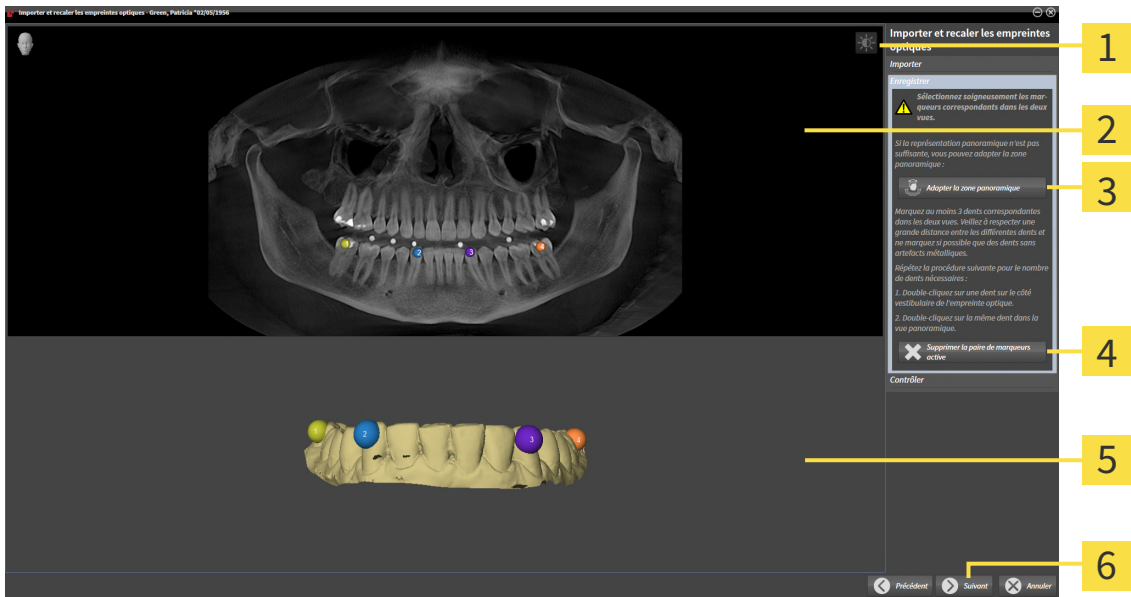 Importer et recaler les empreintes optiques - Green, Patricia *02/05/1956
Importer et recaler les empreintes
optiques
Importer
Enregistrer
Sélectionnez soigneusement les mar-
queurs correspondants dans les deux
vues.
Si la représentation panoramique n'est pas
suffisante, vous pouvez adapter la zone
panoramique :
Adapter la zone panoramique
Marquez au moins 3 dents correspondantes
dans les deux vues. Veillez à respecter une
grande distance entre les différentes dents et
ne marquez si possible que des dents sans
artefacts métalliques.
Répétez la procédure suivante pour le nombre
de dents nécessaires :
1. Double-cliquez sur une dent sur le côté
vestibulaire de l'empreinte optique.
2. Double-cliquez sur la même dent dans la
vue panoramique.
Supprimer la paire de marqueurs
active
Contrôler
1
2
3
4
5
6
1
2
3
4
1
2
3
4
Précédent
Suivant
Annuler